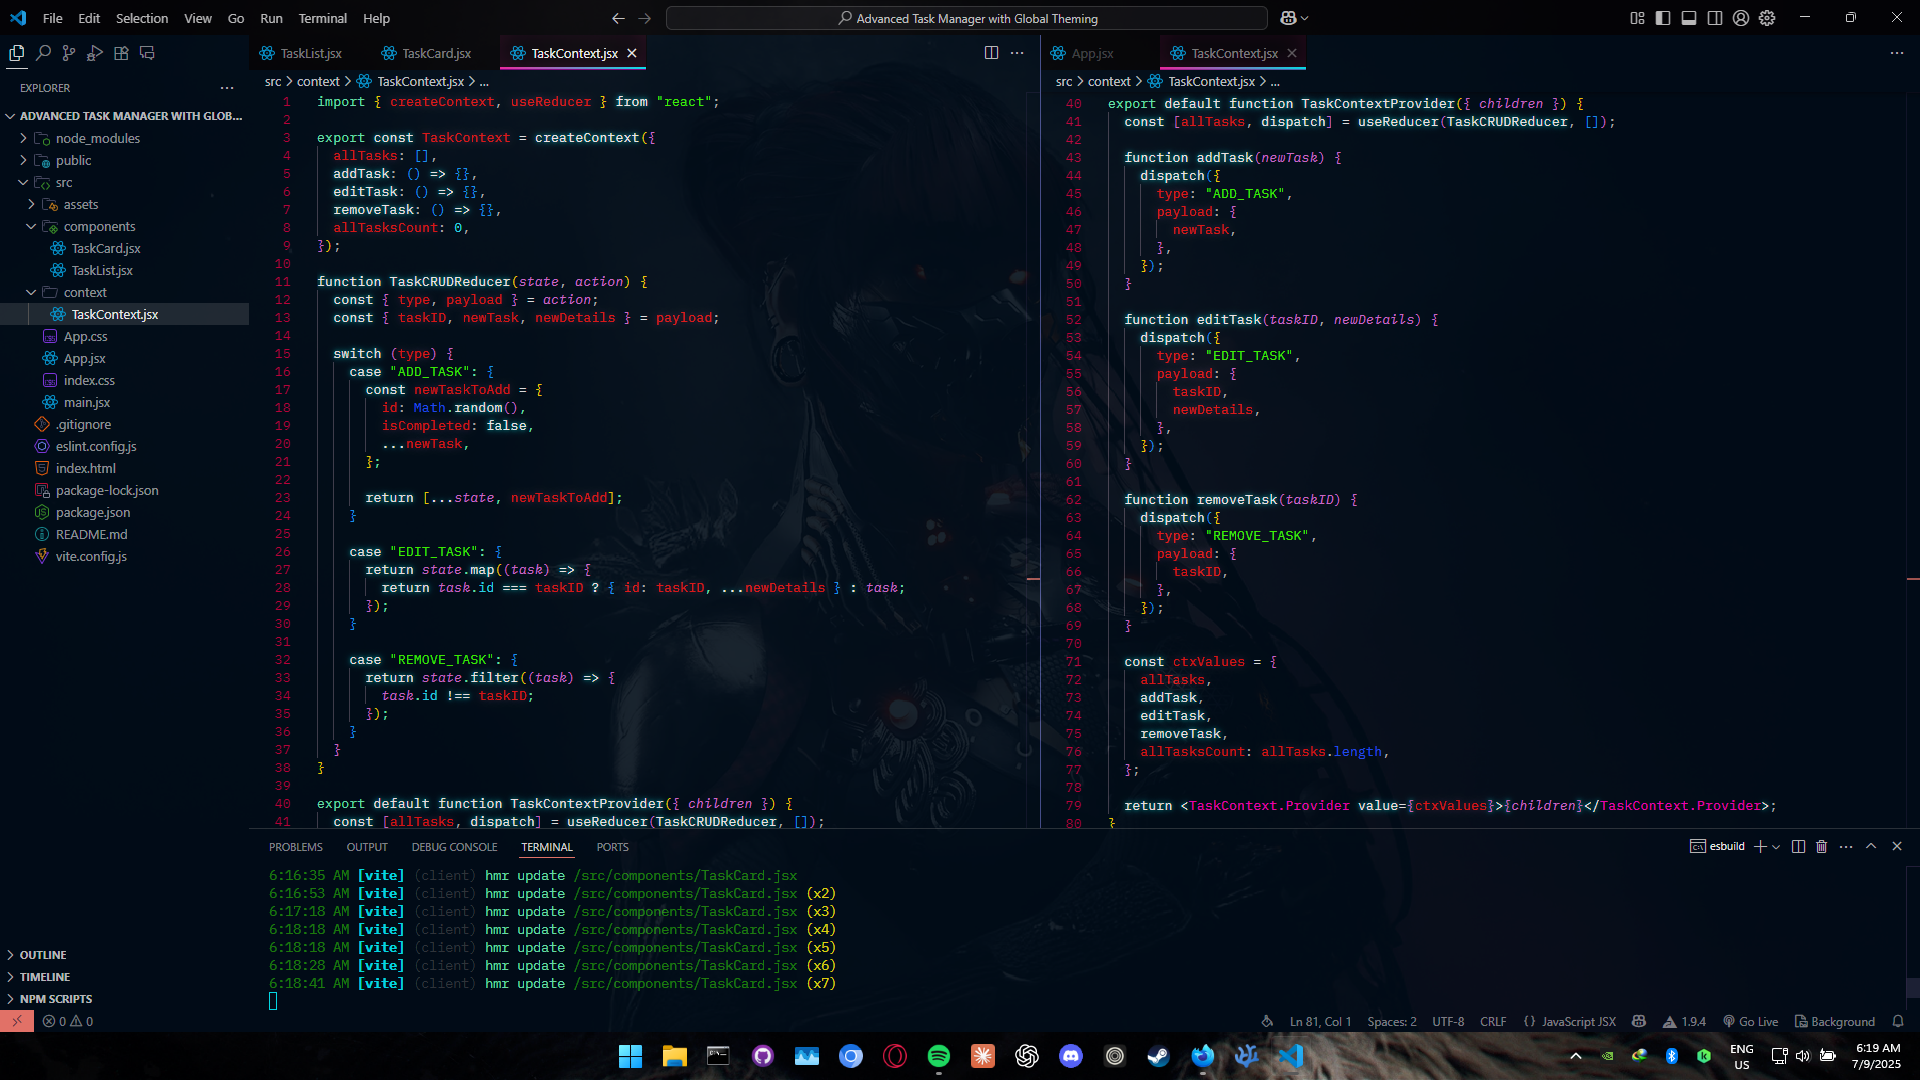 File Edit Selection View Go Run Terminal Help
Advanced Task Manager with Global Theming
EXPLORER
ADVANCED TASK MANAGER WITH GLOB...
node_modules
public
src
assets
components
TaskCard.jsx
TaskList.jsx
context
TaskContext.jsx
App.css
App.jsx
index.css
main.jsx
.gitignore
eslint.config.js
index.html
package-lock.json
package.json
README.md
vite.config.js
OUTLINE
TIMELINE
NPM SCRIPTS
TaskList.jsx TaskCard.jsx TaskContext.jsx
src > context > TaskContext.jsx > ...
1 import { createContext, useReducer } from "react";
2
3 export const TaskContext = createContext({
4 allTasks: [],
5 addTask: () => {},
6 editTask: () => {},
7 removeTask: () => {},
8 allTasksCount: 0,
9 });
10
11 function TaskCRUDReducer(state, action) {
12 const { type, payload } = action;
13 const { taskID, newTask, newDetails } = payload;
14
15 switch (type) {
16 case "ADD_TASK": {
17 const newTaskToAdd = {
18 id: Math.random(),
19 isCompleted: false,
20 ...newTask,
21 };
22
23 return [...state, newTaskToAdd];
24 }
25
26 case "EDIT_TASK": {
27 return state.map((task) => {
28 return task.id === taskID ? { id: taskID, ...newDetails } : task;
29 });
30 }
31
32 case "REMOVE_TASK": {
33 return state.filter((task) => {
34 task.id !== taskID;
35 });
36 }
37 }
38 }
39
40 export default function TaskContextProvider({ children }) {
41 const [allTasks, dispatch] = useReducer(TaskCRUDReducer, []);
App.jsx TaskContext.jsx
src > context > TaskContext.jsx > ...
40 export default function TaskContextProvider({ children }) {
41 const [allTasks, dispatch] = useReducer(TaskCRUDReducer, []);
42
43 function addTask(newTask) {
44 dispatch({
45 type: "ADD_TASK",
46 payload: {
47 newTask,
48 },
49 });
50 }
51
52 function editTask(taskID, newDetails) {
53 dispatch({
54 type: "EDIT_TASK",
55 payload: {
56 taskID,
57 newDetails,
58 },
59 });
60 }
61
62 function removeTask(taskID) {
63 dispatch({
64 type: "REMOVE_TASK",
65 payload: {
66 taskID,
67 },
68 });
69 }
70
71 const ctxValues = {
72 allTasks,
73 addTask,
74 editTask,
75 removeTask,
76 allTasksCount: allTasks.length,
77 };
78
79 return <TaskContext.Provider value={ctxValues}>{children}</TaskContext.Provider>;
80 }
PROBLEMS OUTPUT DEBUG CONSOLE TERMINAL PORTS
esbuild
6:16:35 AM [vite] (client) hmr update /src/components/TaskCard.jsx
6:16:53 AM [vite] (client) hmr update /src/components/TaskCard.jsx (x2)
6:17:18 AM [vite] (client) hmr update /src/components/TaskCard.jsx (x3)
6:18:18 AM [vite] (client) hmr update /src/components/TaskCard.jsx (x4)
6:18:18 AM [vite] (client) hmr update /src/components/TaskCard.jsx (x5)
6:18:28 AM [vite] (client) hmr update /src/components/TaskCard.jsx (x6)
6:18:41 AM [vite] (client) hmr update /src/components/TaskCard.jsx (x7)
0 0
Ln 81, Col 1 Spaces: 2 UTF-8 CRLF {} JavaScript JSX 1.9.4 Go Live Background
ENG
US
6:19 AM
7/9/2025